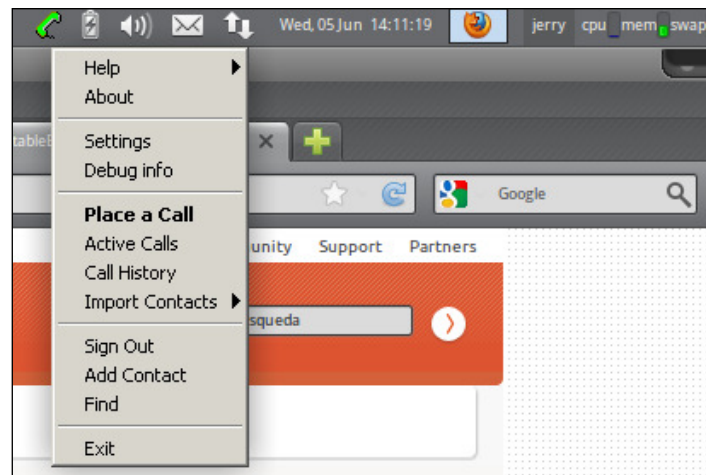 Wed, 05 Jun 14:11:19 jerry cpu mem swap
Help
About
Settings
Debug info
Google
Place a Call
Active Calls
unity Support Partners
Call History
Import Contacts
squeda
Sign Out
Add Contact
Find
Exit